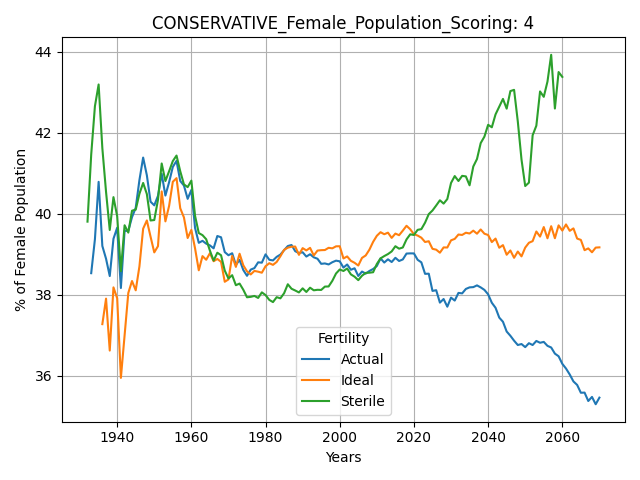 CONSERVATIVE_Female_Population_Scoring: 4
44
42
40
38
36
% of Female Population
Fertility
Actual
Ideal
Sterile
1940 1960 1980 2000 2020 2040 2060
Years